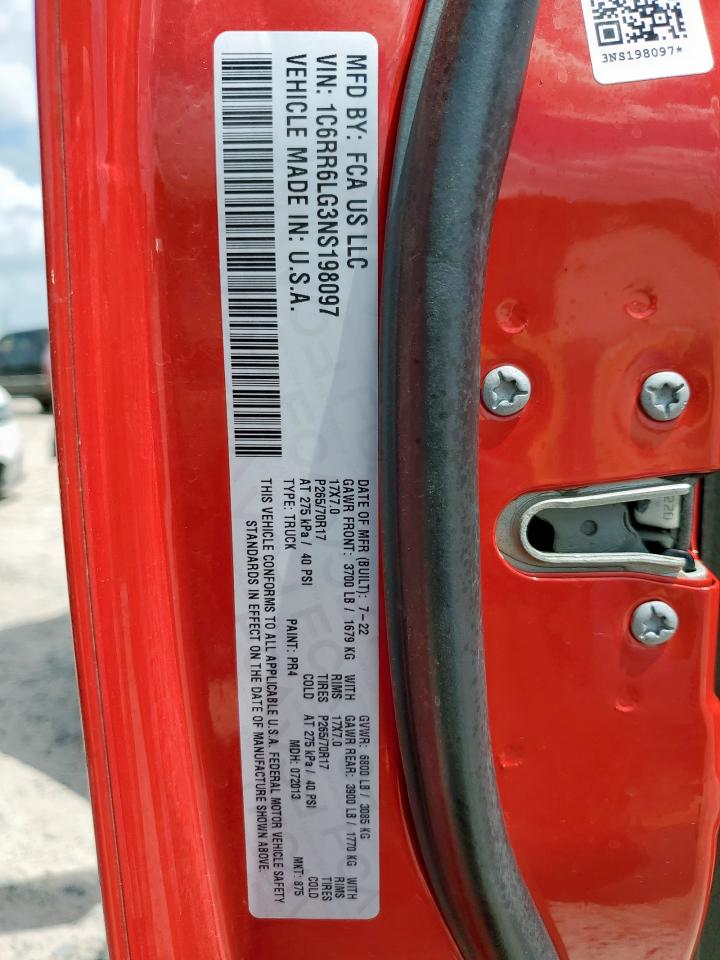 MFD BY: FCA US LLC
VIN: 1C6RR6LG3NS198097
VEHICLE MADE IN: U.S.A.
DATE OF MFR (BUILT): 7-22 GVWR: 6800 LB / 3085 KG
GAWR FRONT: 3700 LB / 1679 KG WITH GAWR REAR: 3900 LB / 1770 KG WITH
17X7.0 RIMS 17X7.0 RIMS
P265/70R17 TIRES P265/70R17 TIRES
AT 275 kPa / 40 PSI COLD AT 275 kPa / 40 PSI COLD
TYPE: TRUCK PAINT: PR4 MDH: 072013 MKT: 875
THIS VEHICLE CONFORMS TO ALL APPLICABLE U.S.A. FEDERAL MOTOR VEHICLE SAFETY
STANDARDS IN EFFECT ON THE DATE OF MANUFACTURE SHOWN ABOVE.
3NS198097*